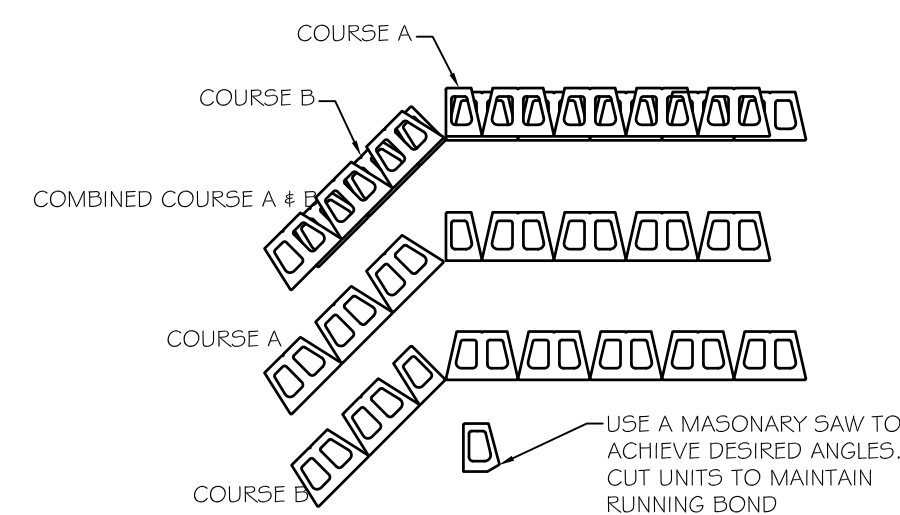 COURSE A
COURSE B
COMBINED COURSE A & B
COURSE A
COURSE B
USE A MASONARY SAW TO
ACHIEVE DESIRED ANGLES.
CUT UNITS TO MAINTAIN
RUNNING BOND